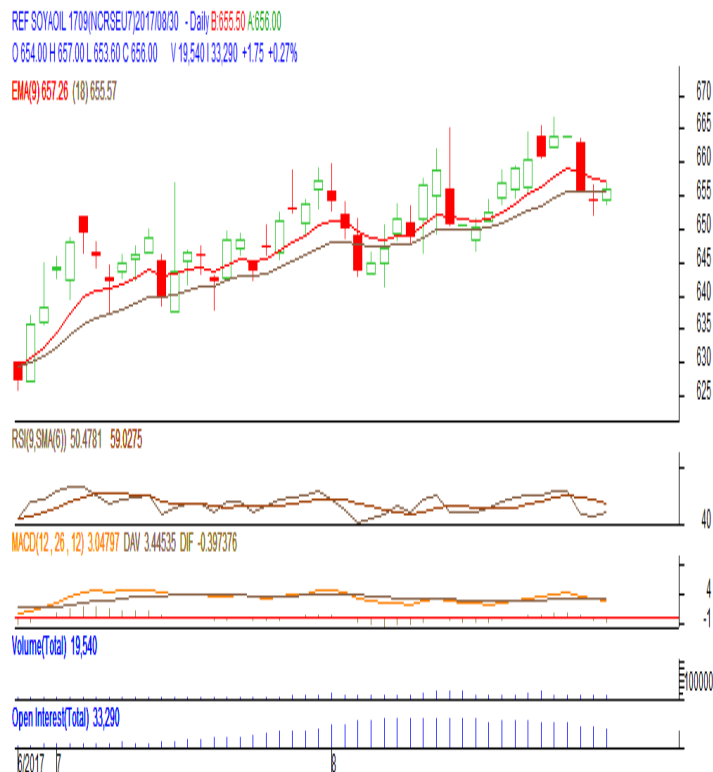 REF SOYAOIL 1709(NCRSEU7)2017/08/30 - Daily B:655.50 A:656.00
O 654.00 H 657.00 L 653.60 C 656.00 V 19,540 I 33,290 +1.75 +0.27%
EMA(9) 657.26 (18) 655.57
670
665
660
655
650
645
640
635
630
625
RSI(9,SMA(6)) 50.4781 59.0275
40
MACD(12 , 26 , 12) 3.04797 DAV 3.44535 DIF -0.397376
4
-1
Volume(Total) 19,540
100000
Open Interest(Total) 33,290
6/2017 7 8